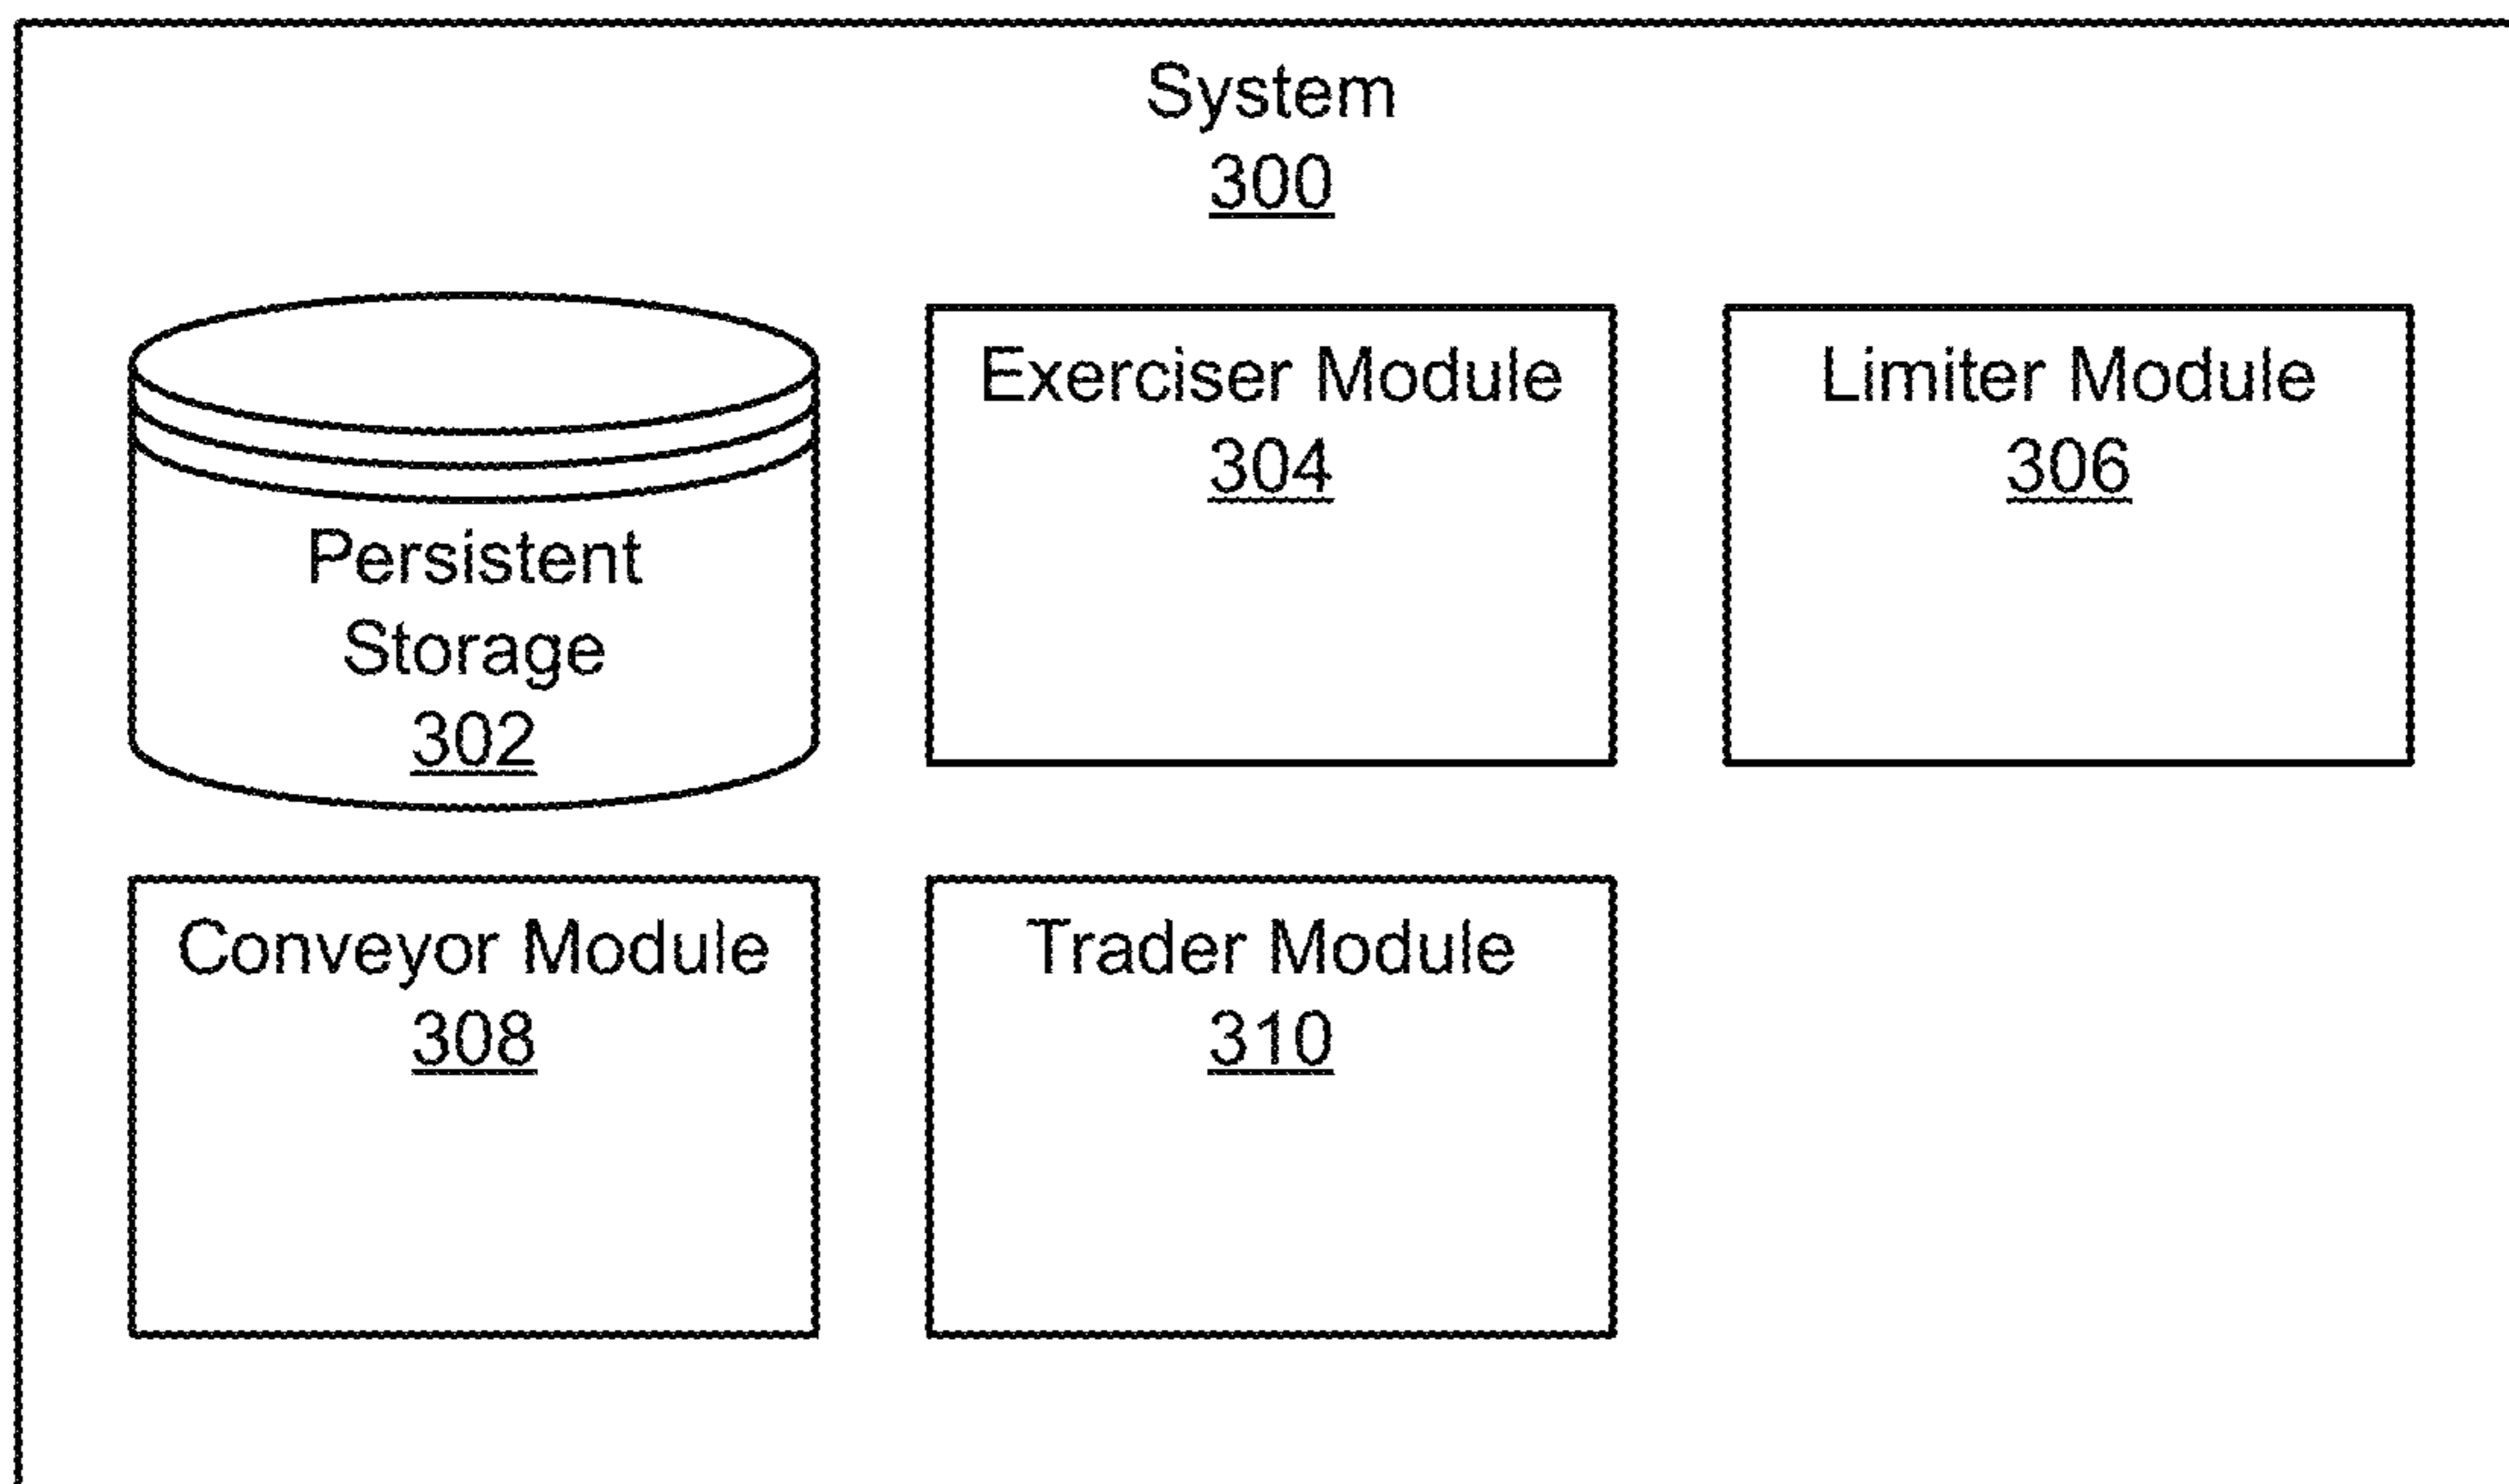 System
300
Exerciser Module
304
Limiter Module
306
Persistent
Storage
302
Conveyor Module
308
Trader Module
310